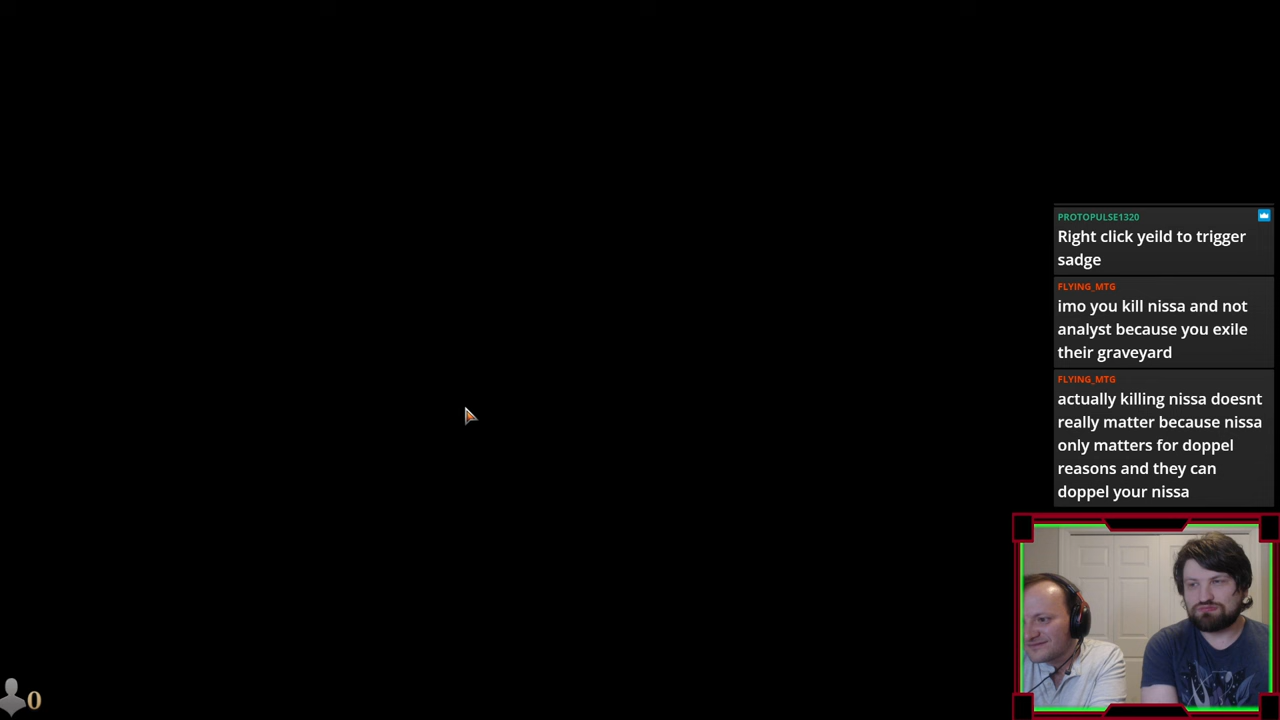 PROTOPULSE1320
Right click yeild to trigger
sadge
FLYING_MTG
imo you kill nissa and not
analyst because you exile
their graveyard
FLYING_MTG
actually killing nissa doesnt
really matter because nissa
only matters for doppel
reasons and they can
doppel your nissa
0